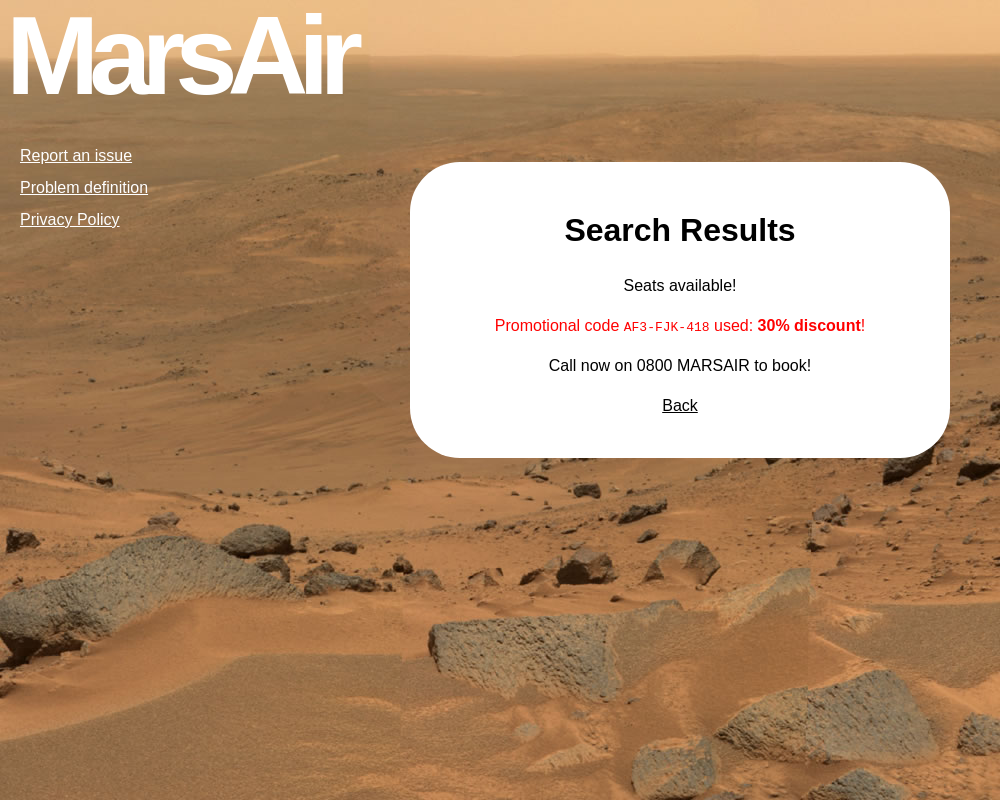 MarsAir
Report an issue
Problem definition
Privacy Policy
Search Results
Seats available!
Promotional code AF3-FJK-418 used: 30% discount!
Call now on 0800 MARSAIR to book!
Back